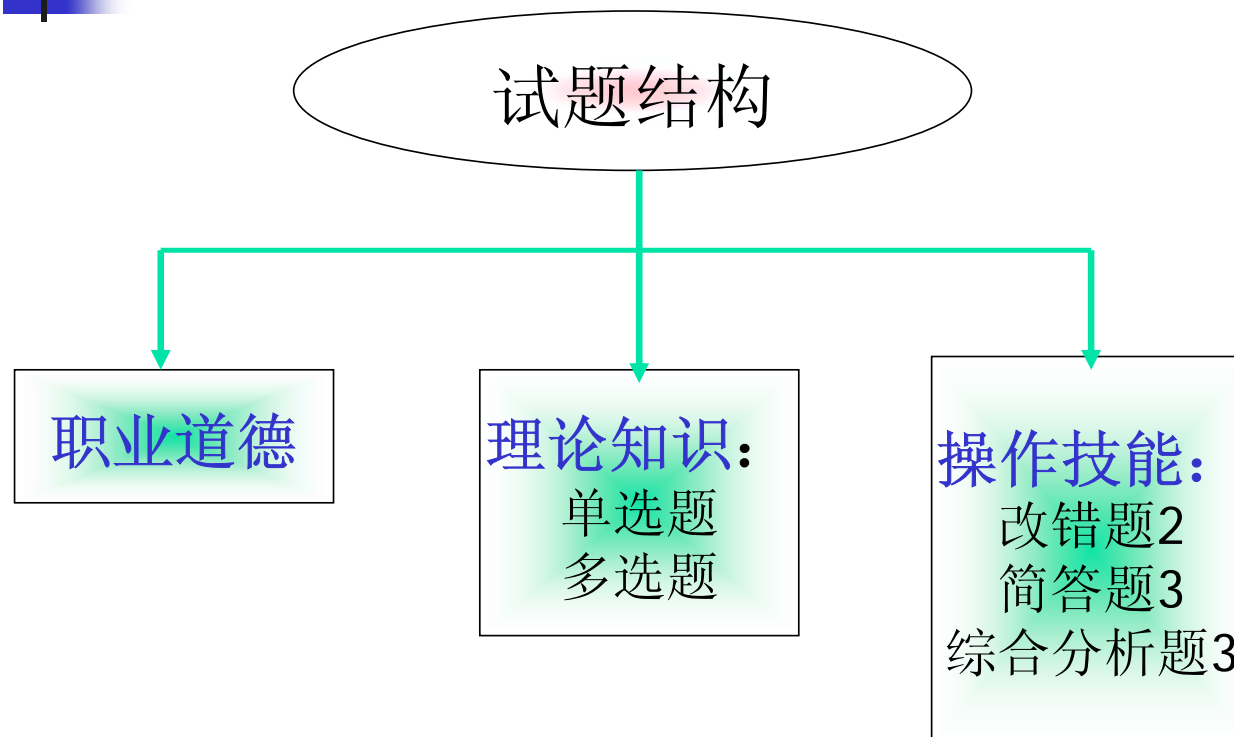 试题结构
职业道德
理论知识：
单选题
多选题
操作技能：
改错题2
简答题3
综合分析题3